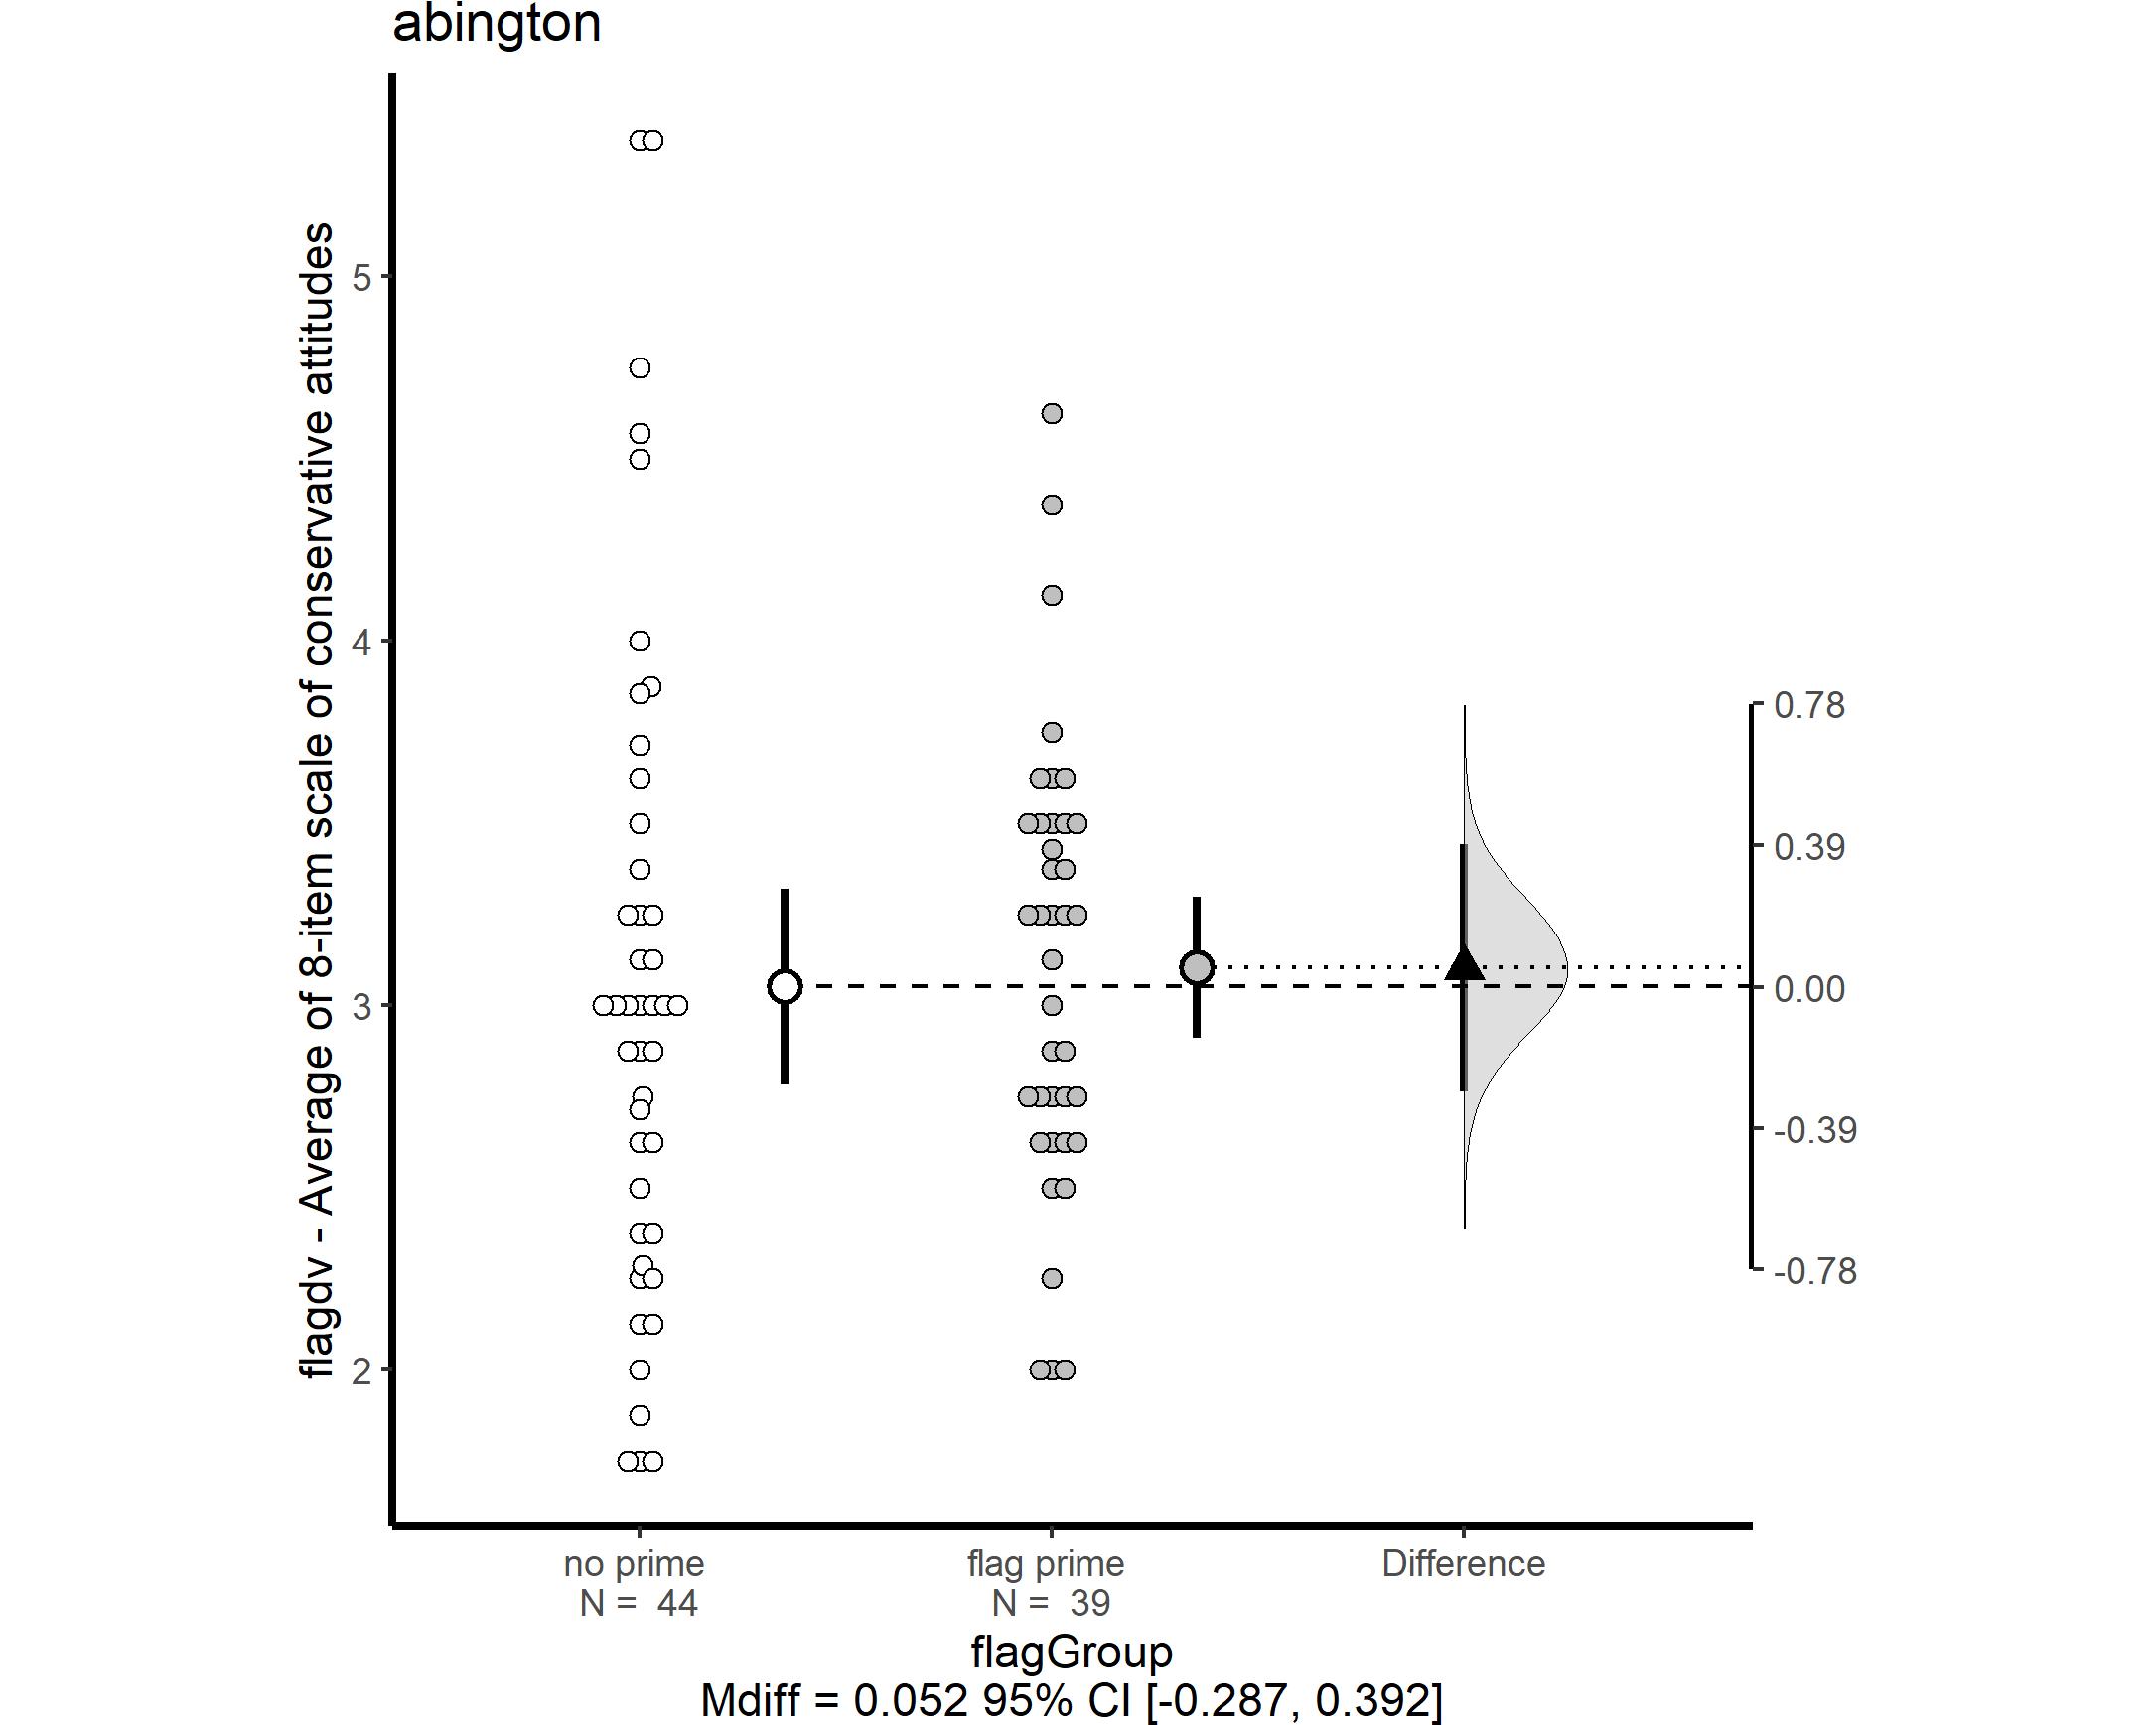 abington
flagdv - Average of 8-item scale of conservative attitudes
5
4
3
2
0.78
0.39
0.00
-0.39
-0.78
no prime
N =  44
flag prime
N =  39
Difference
flagGroup
Mdiff = 0.052 95% CI [-0.287, 0.392]